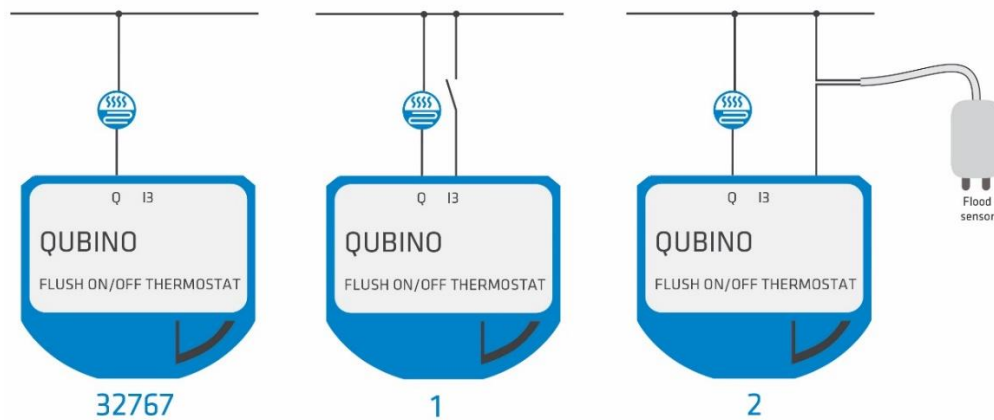 Q I3
QUBINO
FLUSH ON/OFF THERMOSTAT
32767
Q I3
QUBINO
FLUSH ON/OFF THERMOSTAT
1
Q I3
QUBINO
FLUSH ON/OFF THERMOSTAT
2
Flood
sensor